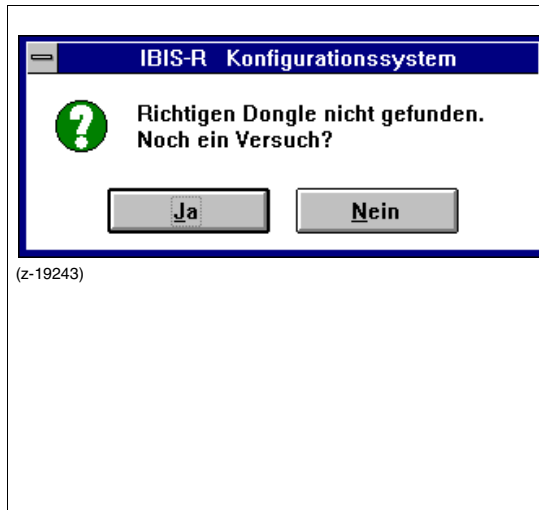 IBIS-R Konfigurationssystem
Richtigen Dongle nicht gefunden.
Noch ein Versuch?
Ja
Nein
(z-19243)